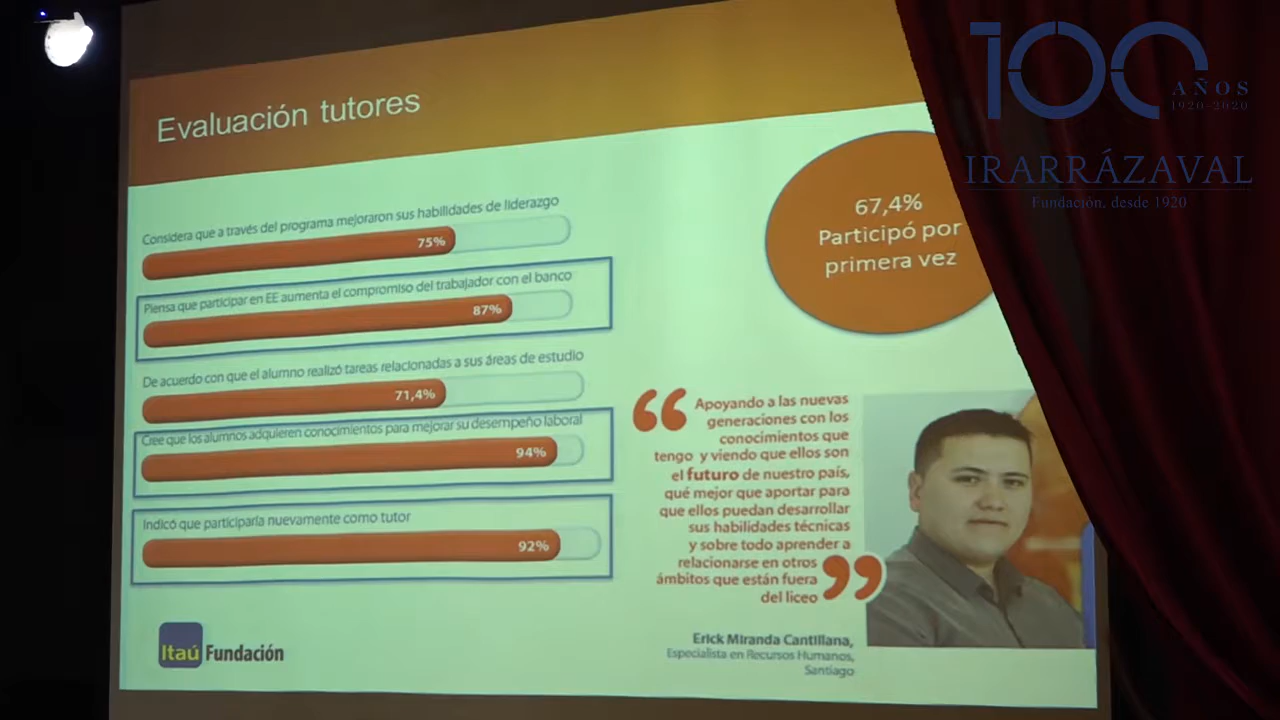 100
AÑOS
1920-2020
IRARRÁZAVAL
Fundación, desde 1920
Evaluación tutores
Considera que a través del programa mejoraron sus habilidades de liderazgo
75%
Piensa que participar en EE aumenta el compromiso del trabajador con el banco
87%
De acuerdo con que el alumno realizó tareas relacionadas a sus áreas de estudio
71,4%
Cree que los alumnos adquieren conocimientos para mejorar su desempeño laboral
94%
Indicó que participaría nuevamente como tutor
92%
67,4%
Participó por
primera vez
“ Apoyando a las nuevas
generaciones con los
conocimientos que
tengo y viendo que ellos son
el futuro de nuestro país,
qué mejor que aportar para
que ellos puedan desarrollar
sus habilidades técnicas
y sobre todo aprender a
relacionarse en otros
ámbitos que están fuera
del liceo ”
Erick Miranda Cantillana,
Especialista en Recursos Humanos,
Santiago
Itaú Fundación